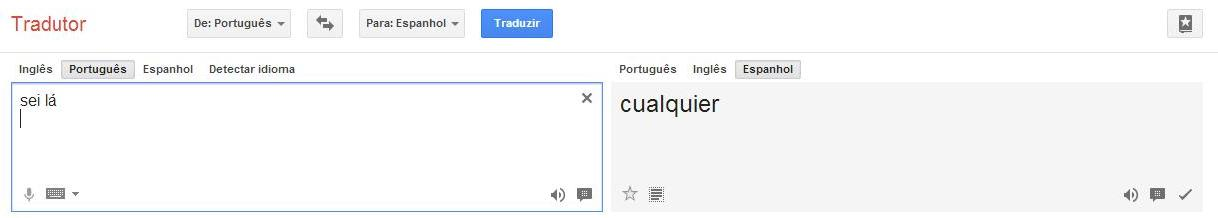 Tradutor De: Português Para: Espanhol Traduzir
Inglês Português Espanhol Detectar idioma
Português Inglês Espanhol
sei lá
cualquier